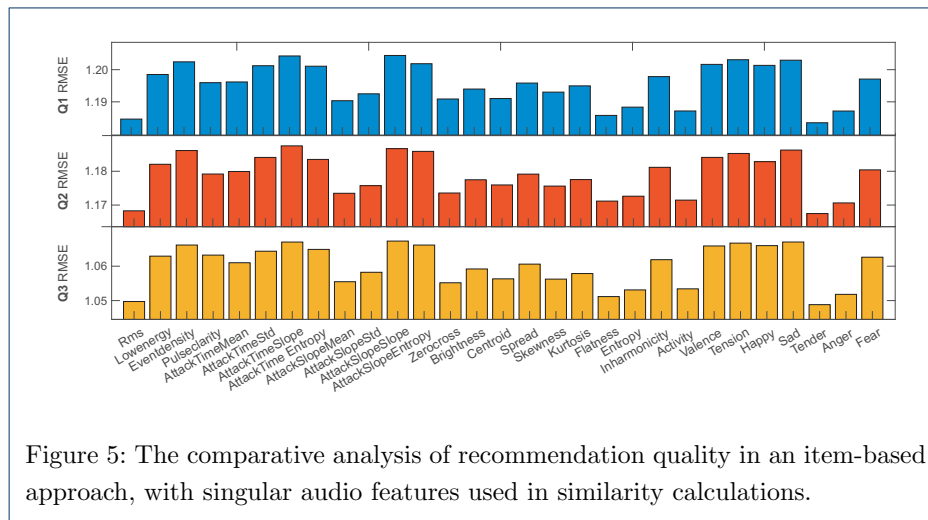 1.20
1.19
Q1 RMSE
1.18
1.17
Q2 RMSE
1.06
1.05
Q3 RMSE
Rms
Lowenergy
Eventdensity
Pulseclarity
AttackTimeMean
AttackTimeStd
AttackTimeSlope
AttackTime Entropy
AttackSlopeMean
AttackSlopeStd
AttackSlopeSlope
AttackSlopeEntropy
Zerocross
Brightness
Centroid
Spread
Skewness
Kurtosis
Flatness
Entropy
Inharmonicity
Activity
Valence
Tension
Happy
Sad
Tender
Anger
Fear
Figure 5: The comparative analysis of recommendation quality in an item-based
approach, with singular audio features used in similarity calculations.